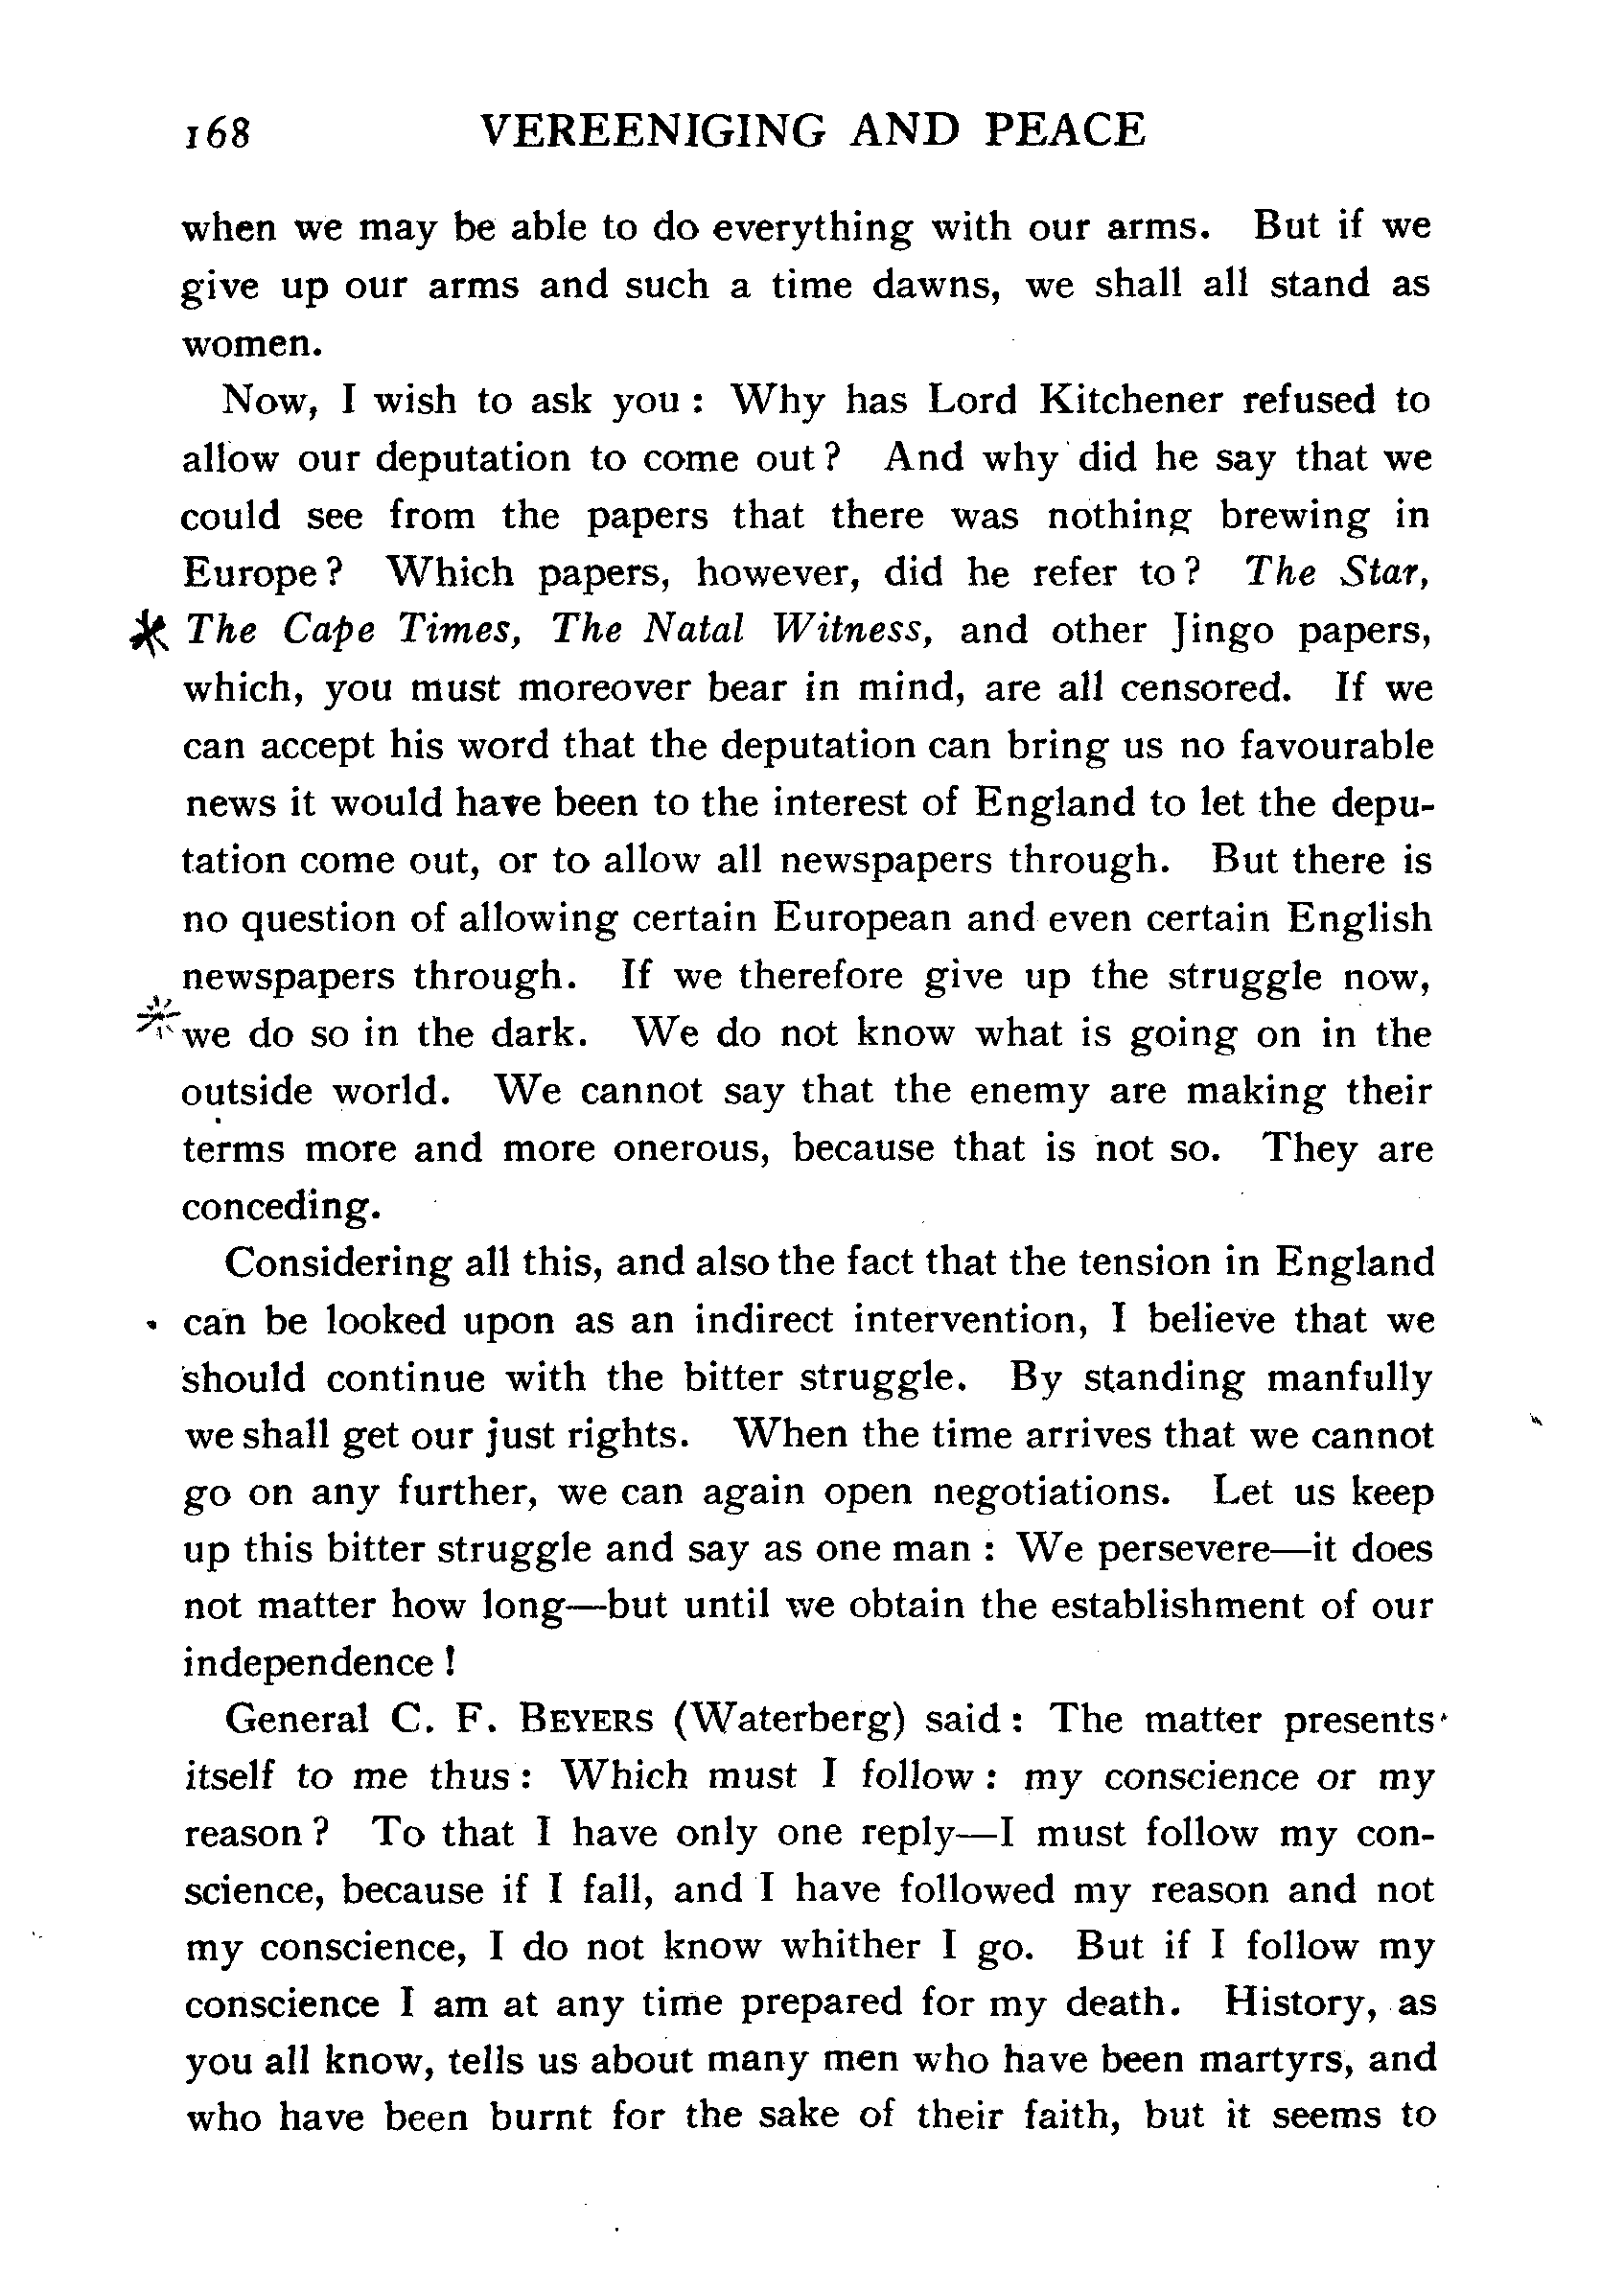 168 VEREENIGING AND PEACE
when we may be able to do everything with our arms. But if we
give up our arms and such a time dawns, we shall all stand as
women.
Now, I wish to ask you : Why has Lord Kitchener refused to
allow our deputation to come out? And why did he say that we
could see from the papers that there was nothing brewing in
Europe? Which papers, however, did he refer to? The Star,
* The Cape Times, The Natal Witness, and other Jingo papers,
which, you must moreover bear in mind, are all censored. If we
can accept his word that the deputation can bring us no favourable
news it would have been to the interest of England to let the depu-
tation come out, or to allow all newspapers through. But there is
no question of allowing certain European and even certain English
newspapers through. If we therefore give up the struggle now,
* we do so in the dark. We do not know what is going on in the
outside world. We cannot say that the enemy are making their
terms more and more onerous, because that is not so. They are
conceding.
Considering all this, and also the fact that the tension in England
can be looked upon as an indirect intervention, I believe that we
should continue with the bitter struggle. By standing manfully
we shall get our just rights. When the time arrives that we cannot
go on any further, we can again open negotiations. Let us keep
up this bitter struggle and say as one man : We persevere—it does
not matter how long—but until we obtain the establishment of our
independence !
General C. F. BEYERS (Waterberg) said : The matter presents
itself to me thus : Which must I follow : my conscience or my
reason ? To that I have only one reply—I must follow my con-
science, because if I fall, and I have followed my reason and not
my conscience, I do not know whither I go. But if I follow my
conscience I am at any time prepared for my death. History, as
you all know, tells us about many men who have been martyrs, and
who have been burnt for the sake of their faith, but it seems to